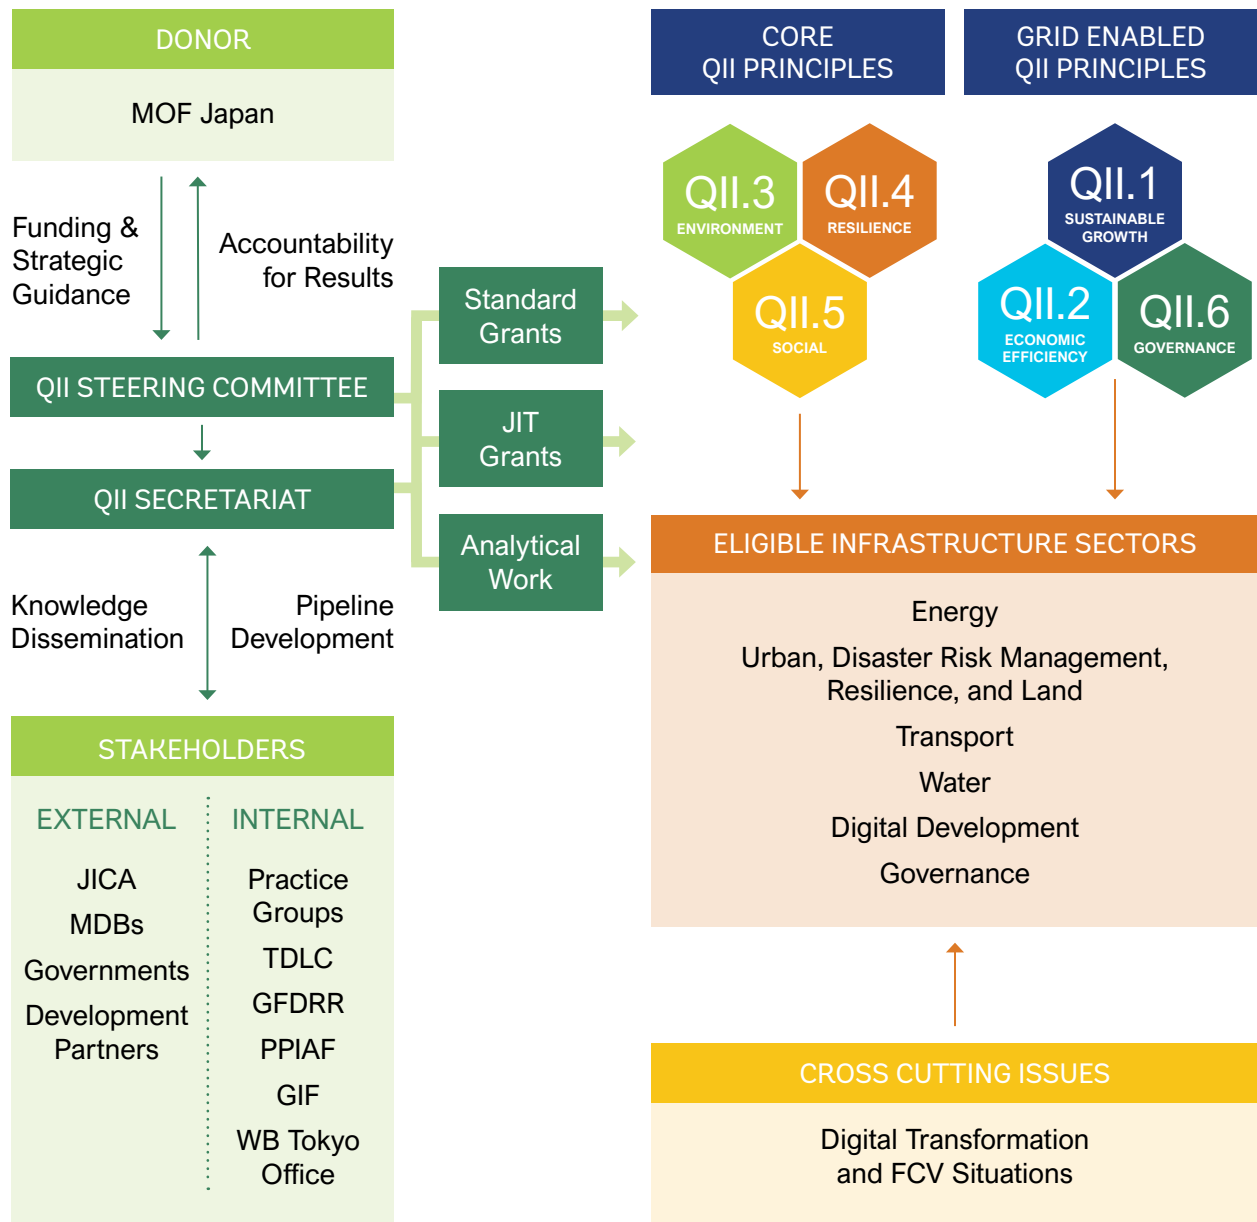 DONOR
MOF Japan
Funding &
Strategic
Guidance
Accountability
for Results
QII STEERING COMMITTEE
QII SECRETARIAT
Knowledge
Dissemination
Pipeline
Development
STAKEHOLDERS
EXTERNAL
JICA
MDBs
Governments
Development
Partners
INTERNAL
Practice
Groups
TDLC
GFDRR
PPIAF
GIF
WB Tokyo
Office
Standard
Grants
JIT
Grants
Analytical
Work
CORE
QII PRINCIPLES
QII.3
ENVIRONMENT
QII.4
RESILIENCE
QII.5
SOCIAL
GRID ENABLED
QII PRINCIPLES
QII.1
SUSTAINABLE
GROWTH
QII.2
ECONOMIC
EFFICIENCY
QII.6
GOVERNANCE
ELIGIBLE INFRASTRUCTURE SECTORS
Energy
Urban, Disaster Risk Management,
Resilience, and Land
Transport
Water
Digital Development
Governance
CROSS CUTTING ISSUES
Digital Transformation
and FCV Situations